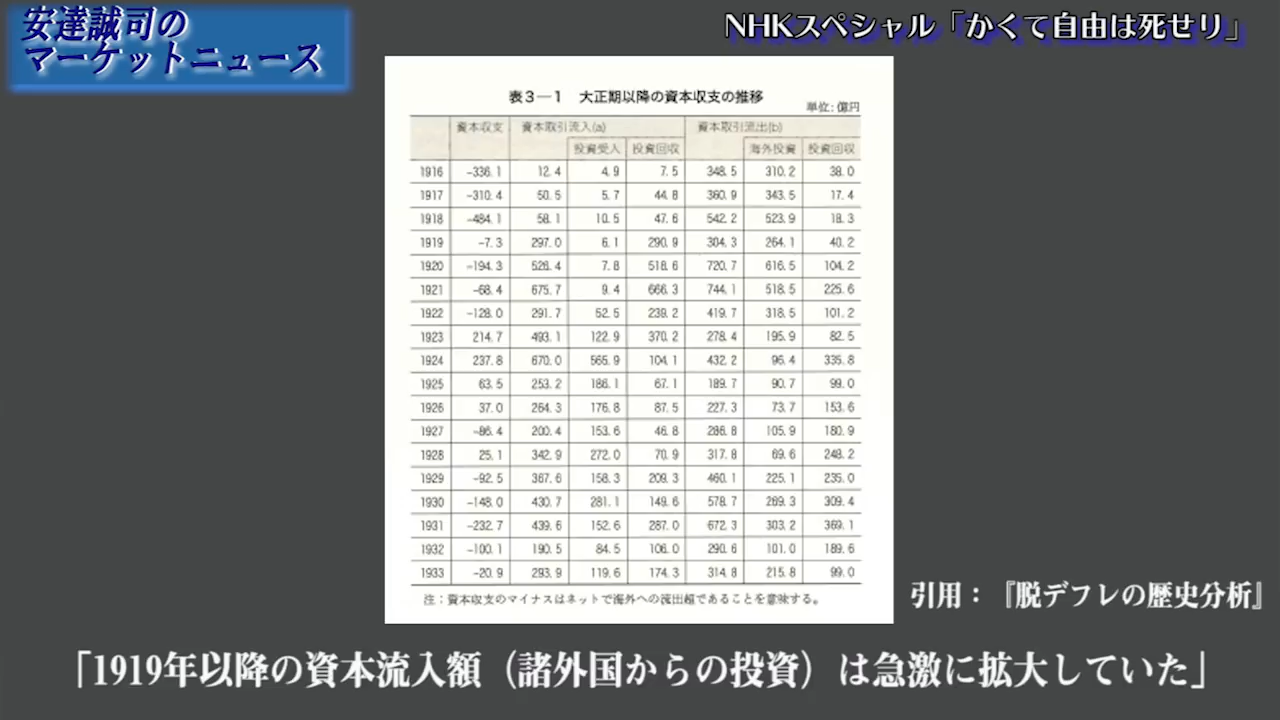 安達誠司の
マーケットニュース
NHKスペシャル「かくて自由は死せり」
表3―1 大正期以降の資本収支の推移
単位:億円
資本収支 資本取引流入(a) 資本取引流出(b)
投資受入 投資回収 海外投資 投資回収
1916 -336.1 12.4 4.9 7.5 348.5 310.2 38.0
1917 -310.4 50.5 5.7 44.8 360.9 343.5 17.4
1918 -484.1 58.1 10.5 47.6 542.2 523.9 18.3
1919 -7.3 297.0 6.1 290.9 304.3 264.1 40.2
1920 -194.3 526.4 7.8 518.6 720.7 616.5 104.2
1921 -68.4 675.7 9.4 666.3 744.1 518.5 225.6
1922 -128.0 291.7 52.5 239.2 419.7 318.5 101.2
1923 214.7 493.1 122.9 370.2 278.4 195.9 82.5
1924 237.8 670.0 565.9 104.1 432.2 96.4 335.8
1925 63.5 253.2 186.1 67.1 189.7 90.7 99.0
1926 37.0 264.3 176.8 87.5 227.3 73.7 153.6
1927 -86.4 200.4 153.6 46.8 286.8 105.9 180.9
1928 25.1 342.9 272.0 70.9 317.8 69.6 248.2
1929 -92.5 367.6 158.3 209.3 460.1 225.1 235.0
1930 -148.0 430.7 281.1 149.6 578.7 269.3 309.4
1931 -232.7 439.6 152.6 287.0 672.3 303.2 369.1
1932 -100.1 190.5 84.5 106.0 290.6 101.0 189.6
1933 -20.9 293.9 119.6 174.3 314.8 215.8 99.0
注:資本収支のマイナスはネットで海外への流出超であることを意味する。
引用:『脱デフレの歴史分析』
「1919年以降の資本流入額(諸外国からの投資)は急激に拡大していた」